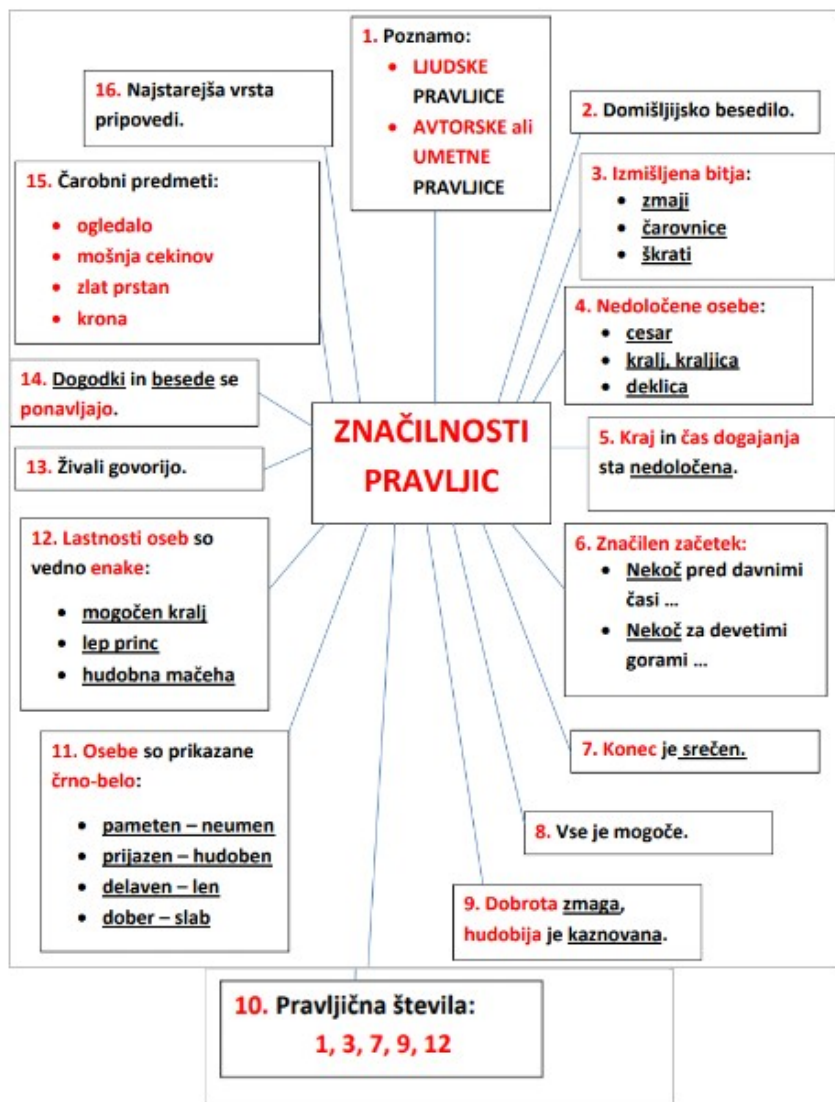 ZNAČILNOSTI
PRAVLJIC
1. Poznamo:
• LJUDSKE
PRAVLJICE
• AVTORSKE ali
UMETNE
PRAVLJICE
2. Domišljijsko besedilo.
3. Izmišljena bitja:
• zmaji
• čarovnice
• škrati
4. Nedoločene osebe:
• cesar
• kralj, kraljica
• deklica
5. Kraj in čas dogajanja
sta nedoločena.
6. Značilen začetek:
• Nekoč pred davnimi
časi ...
• Nekoč za devetimi
gorami ...
7. Konec je srečen.
8. Vse je mogoče.
9. Dobrota zmaga,
hudobija je kaznovana.
10. Pravljična števila:
1, 3, 7, 9, 12
11. Osebe so prikazane
črno-belo:
• pameten – neumen
• prijazen – hudoben
• delaven – len
• dober – slab
12. Lastnosti oseb so
vedno enake:
• mogočen kralj
• lep princ
• hudobna mačeha
13. Živali govorijo.
14. Dogodki in besede se
ponavljajo.
15. Čarobni predmeti:
• ogledalo
• mošnja cekinov
• zlat prstan
• krona
16. Najstarejša vrsta
pripovedi.